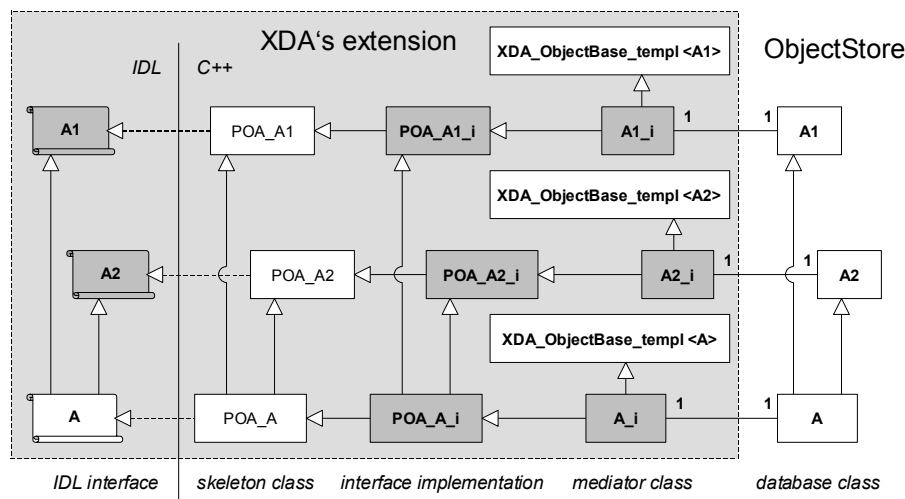 XDA‘s extension
ObjectStore
IDL
C++
XDA_ObjectBase_templ <A1>
A1
POA_A1
POA_A1_i
A1_i
1
1
A1
XDA_ObjectBase_templ <A2>
A2
POA_A2
POA_A2_i
A2_i
1
1
A2
XDA_ObjectBase_templ <A>
A
POA_A
POA_A_i
A_i
1
1
A
IDL interface
skeleton class
interface implementation
mediator class
database class